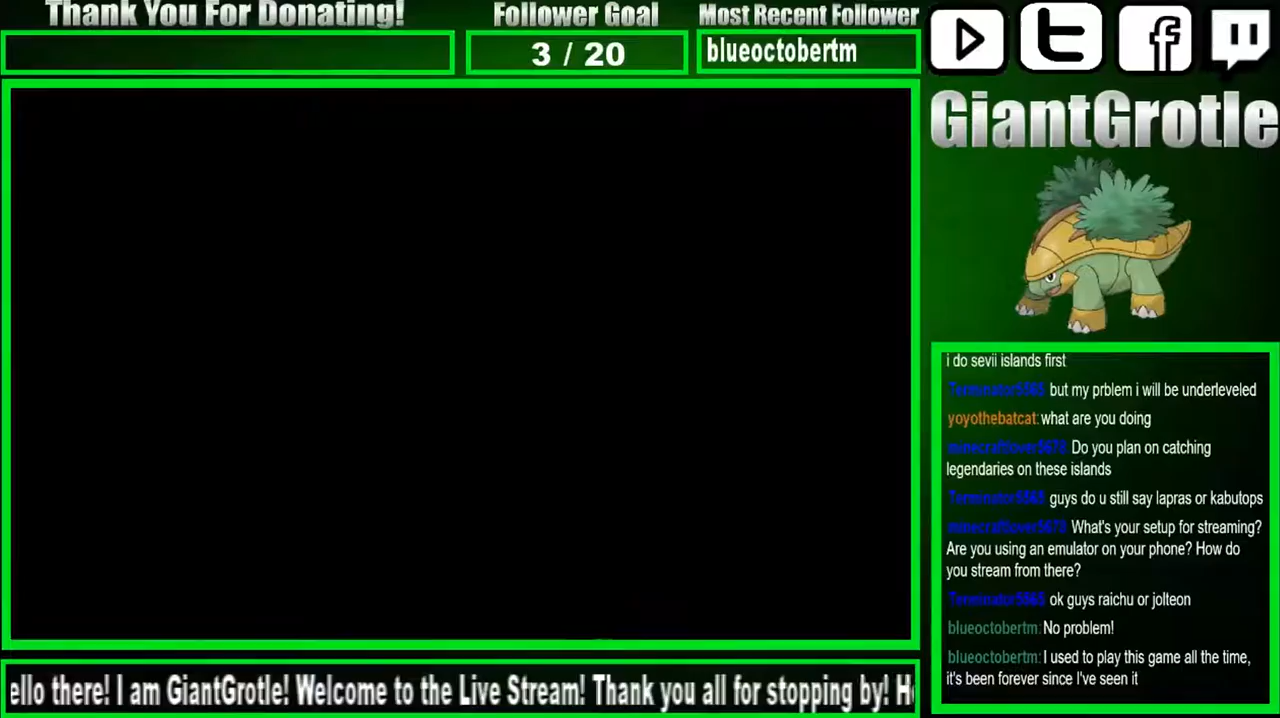 Thank You For Donating!
Follower Goal
Most Recent Follower
3 / 20
blueoctobertm
GiantGrotle
i do sevii islands first
Terminator5565 but my prblem i will be underleveled
yoyothebatcat: what are you doing
minecraftlover5678 Do you plan on catching
legendaries on these islands
Terminator5565 guys do u still say lapras or kabutops
minecraftlover5678 What's your setup for streaming?
Are you using an emulator on your phone? How do
you stream from there?
Terminator5565 ok guys raichu or jolteon
blueoctobertm: No problem!
blueoctobertm: I used to play this game all the time,
it's been forever since I've seen it
ello there! I am GiantGrotle! Welcome to the Live Stream! Thank you all for stopping by! H